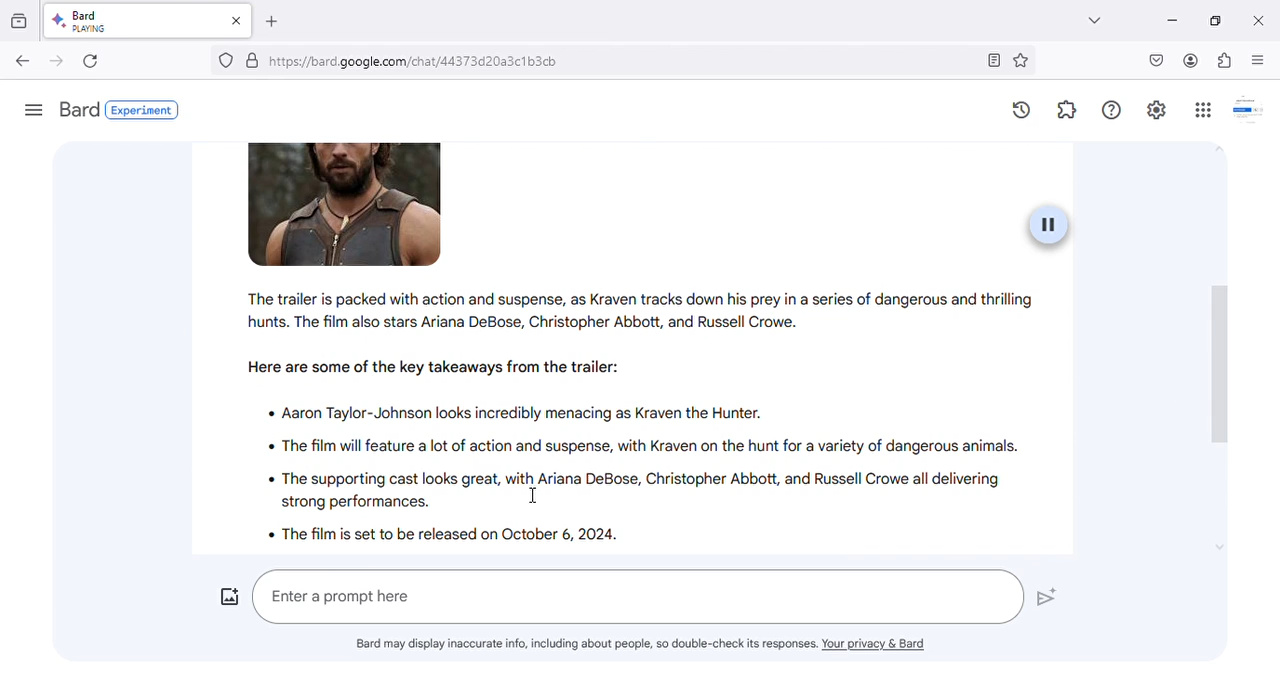 Bard
PLAYING
https://bard.google.com/chat/44373d20a3c1b3cb
Bard Experiment
The trailer is packed with action and suspense, as Kraven tracks down his prey in a series of dangerous and thrilling
hunts. The film also stars Ariana DeBose, Christopher Abbott, and Russell Crowe.
Here are some of the key takeaways from the trailer:
• Aaron Taylor-Johnson looks incredibly menacing as Kraven the Hunter.
• The film will feature a lot of action and suspense, with Kraven on the hunt for a variety of dangerous animals.
• The supporting cast looks great, with Ariana DeBose, Christopher Abbott, and Russell Crowe all delivering
strong performances.
• The film is set to be released on October 6, 2024.
Enter a prompt here
Bard may display inaccurate info, including about people, so double-check its responses. Your privacy & Bard